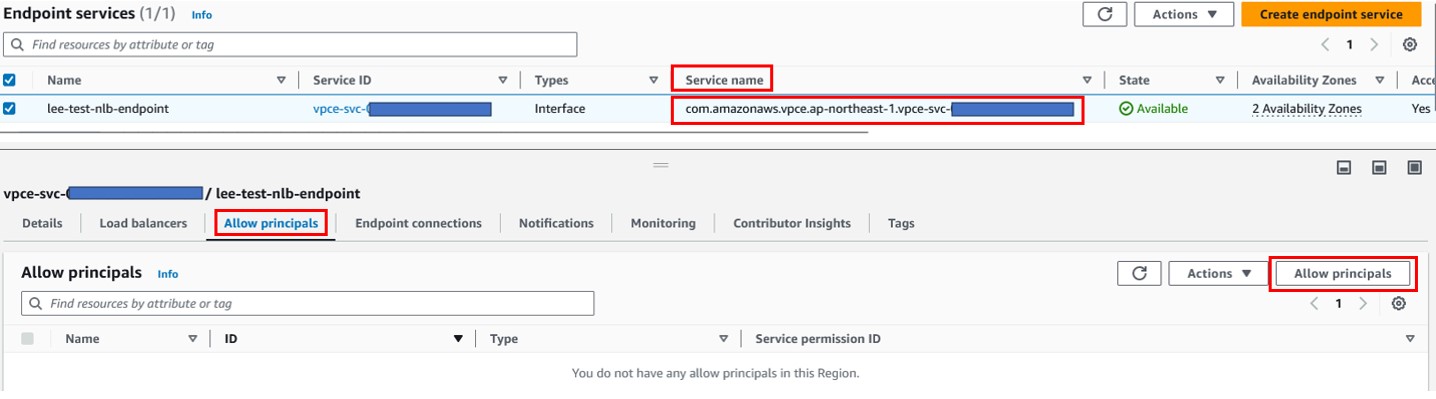 Endpoint services (1/1) Info Actions ▼ Create endpoint service
Find resources by attribute or tag 1
Name Service ID Types Service name State Availability Zones Acce
lee-test-nlb-endpoint vpce-svc- Interface com.amazonaws.vpce.ap-northeast-1.vpce-svc- Available 2 Availability Zones Yes
vpce-svc- / lee-test-nlb-endpoint
Details Load balancers Allow principals Endpoint connections Notifications Monitoring Contributor Insights Tags
Allow principals Info Actions ▼ Allow principals
Find resources by attribute or tag 1
Name ID Type Service permission ID
You do not have any allow principals in this Region.